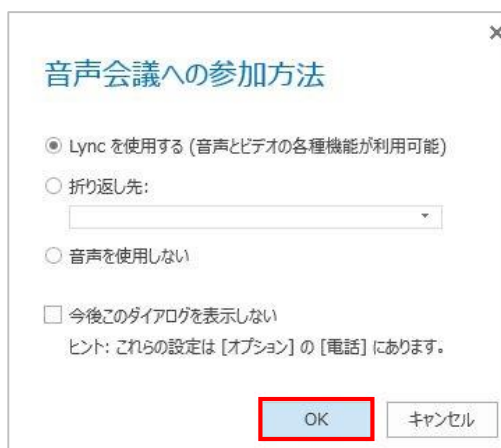 音声会議への参加方法
Lync を使用する (音声とビデオの各種機能が利用可能)
折り返し先:
音声を使用しない
今後このダイアログを表示しない
ヒント: これらの設定は [オプション] の [電話] にあります。
OK
キャンセル